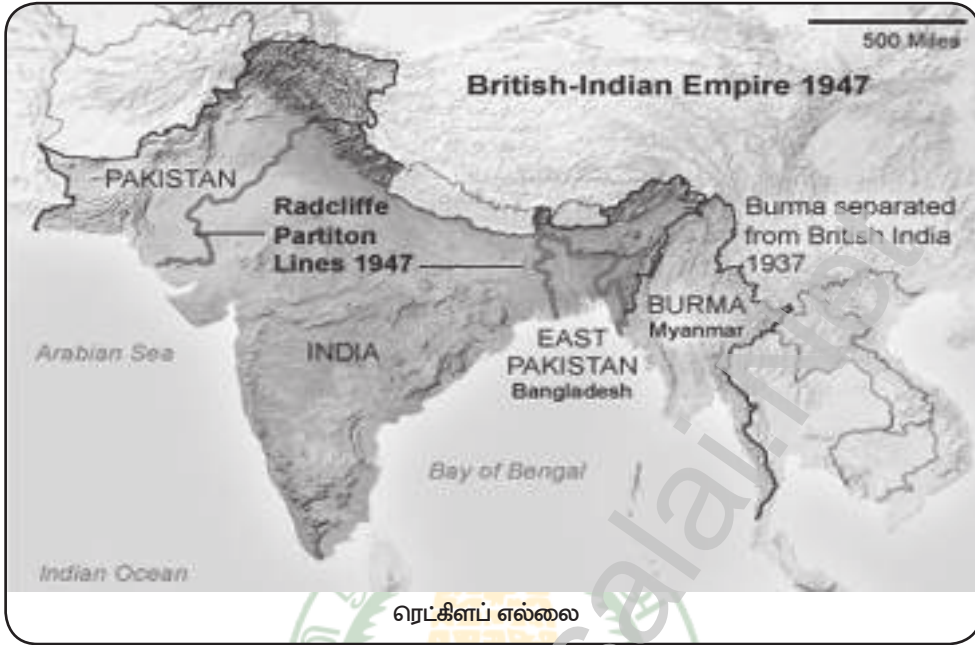 500 Miles
British-Indian Empire 1947
PAKISTAN
Radcliffe
Partiton
Lines 1947
Burma separated
from British India
1937
BURMA
Myanmar
Arabian Sea
INDIA
EAST
PAKISTAN
Bangladesh
Bay of Bengal
Indian Ocean
ரெட்கிளப் எல்லை